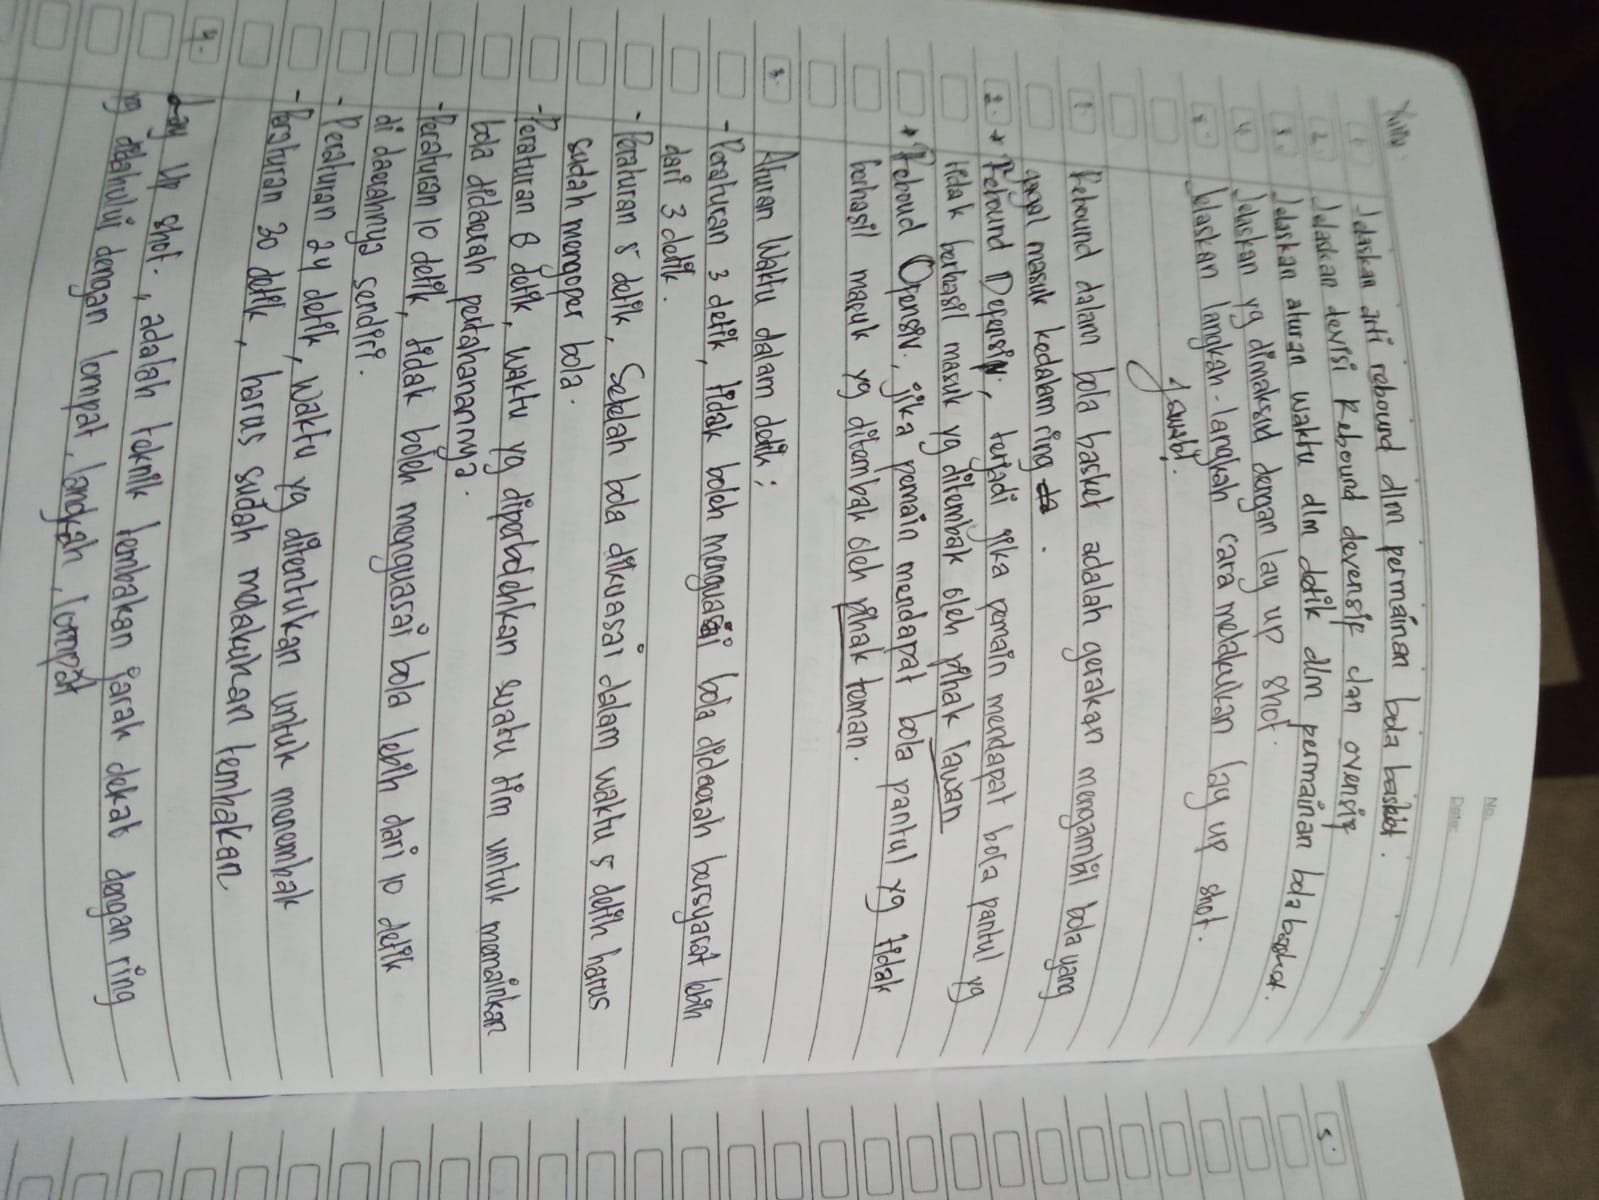 No.
Date:
1. Jelaskan arti rebound dlm permainan bola basket.
2. Jelaskan devisi Rebound devensif dan ovensif
3. Jelaskan aturan waktu dlm detik dlm permainan bola basket.
4. Jelaskan yg dimaksud dengan lay up shot.
5. Jelaskan langkah-langkah cara melakukan lay up shot.
Jawab!.
1. Rebound dalam bola basket adalah gerakan mengambil bola yang
gagal masuk kedalam ring da .
2. * Rebound Defensiv., terjadi jika pemain mendapat bola pantul yg
tidak berhasil masuk yg ditembak oleh pihak lawan
* Reboud Ofensiv., jika pemain mendapat bola pantul yg tidak
berhasil masuk yg ditembak oleh pihak teman.
3. Aturan Waktu dalam detik ;
- Peraturan 3 detik, tidak boleh menguasai bola didaerah bersyarat lebih
dari 3 detik.
- Peraturan 5 detik, Setelah bola dikuasai dalam waktu 5 detik harus
sudah mengoper bola.
- Peraturan 8 detik, waktu yg diperbolehkan suatu tim untuk memainkan
bola didaerah pertahanannya.
- Peraturan 10 detik, tidak boleh menguasai bola lebih dari 10 detik
di daerahnya sendiri.
- Peraturan 24 detik, waktu yg ditentukan untuk menembak
- Peraturan 30 detik, harus sudah melakukan tembakan
4. Lay Up shot., adalah teknik tembakan jarak dekat dengan ring
yg didahului dengan lompat, langkah, lompat
5.